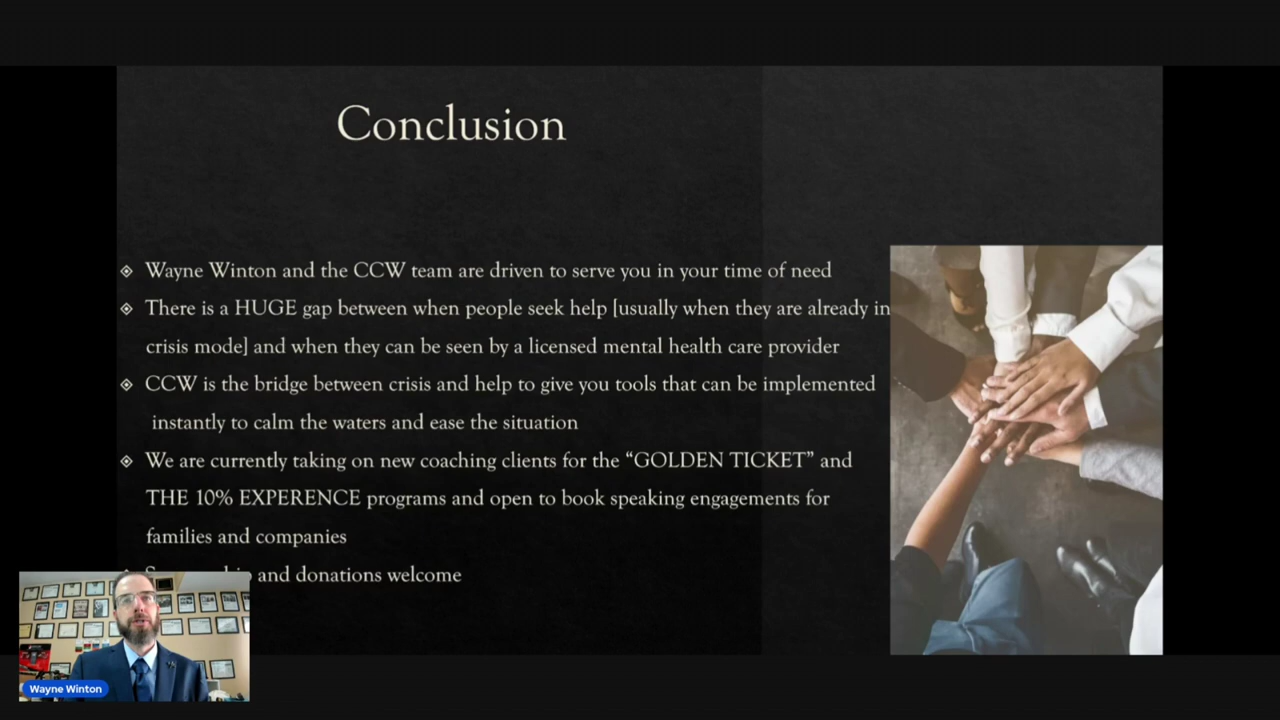 Conclusion
Wayne Winton and the CCW team are driven to serve you in your time of need
There is a HUGE gap between when people seek help [usually when they are already in
crisis mode] and when they can be seen by a licensed mental health care provider
CCW is the bridge between crisis and help to give you tools that can be implemented
instantly to calm the waters and ease the situation
We are currently taking on new coaching clients for the “GOLDEN TICKET” and
THE 10% EXPERENCE programs and open to book speaking engagements for
families and companies
and donations welcome
Wayne Winton